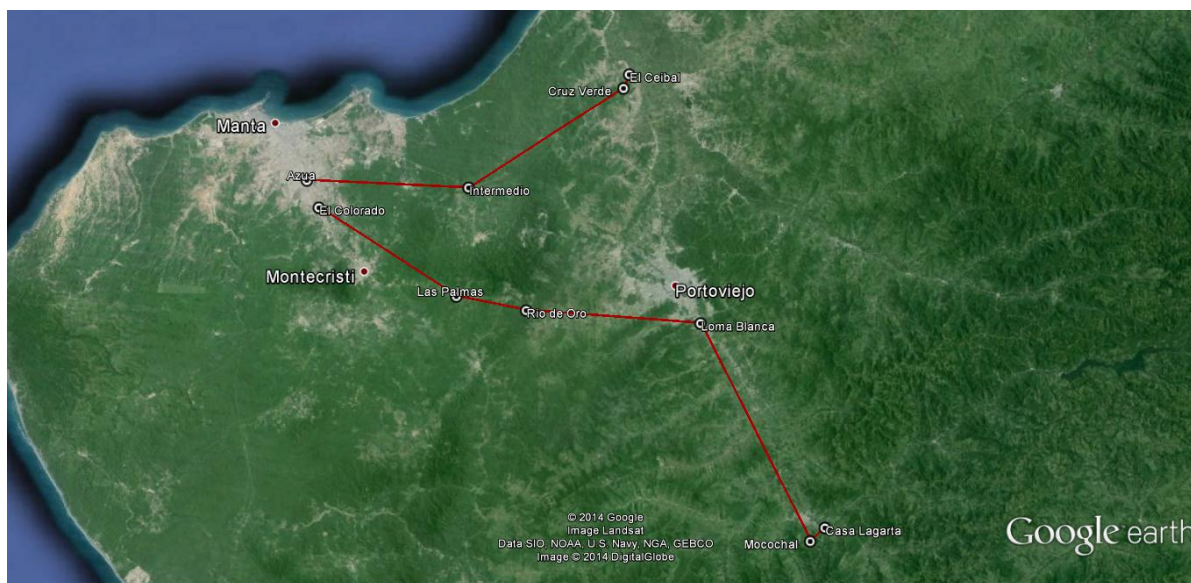 El Ceibal
Cruz Verde
Manta
Azua
Intermedio
El Colorado
Montecristi
Las Palmas
Portoviejo
Rio de Oro
Loma Blanca
© 2014 Google
Image Landsat
Data SIO, NOAA, U.S. Navy, NGA, GEBCO
Image © 2014 DigitalGlobe
Casa Lagarta
Mocochal
Google earth